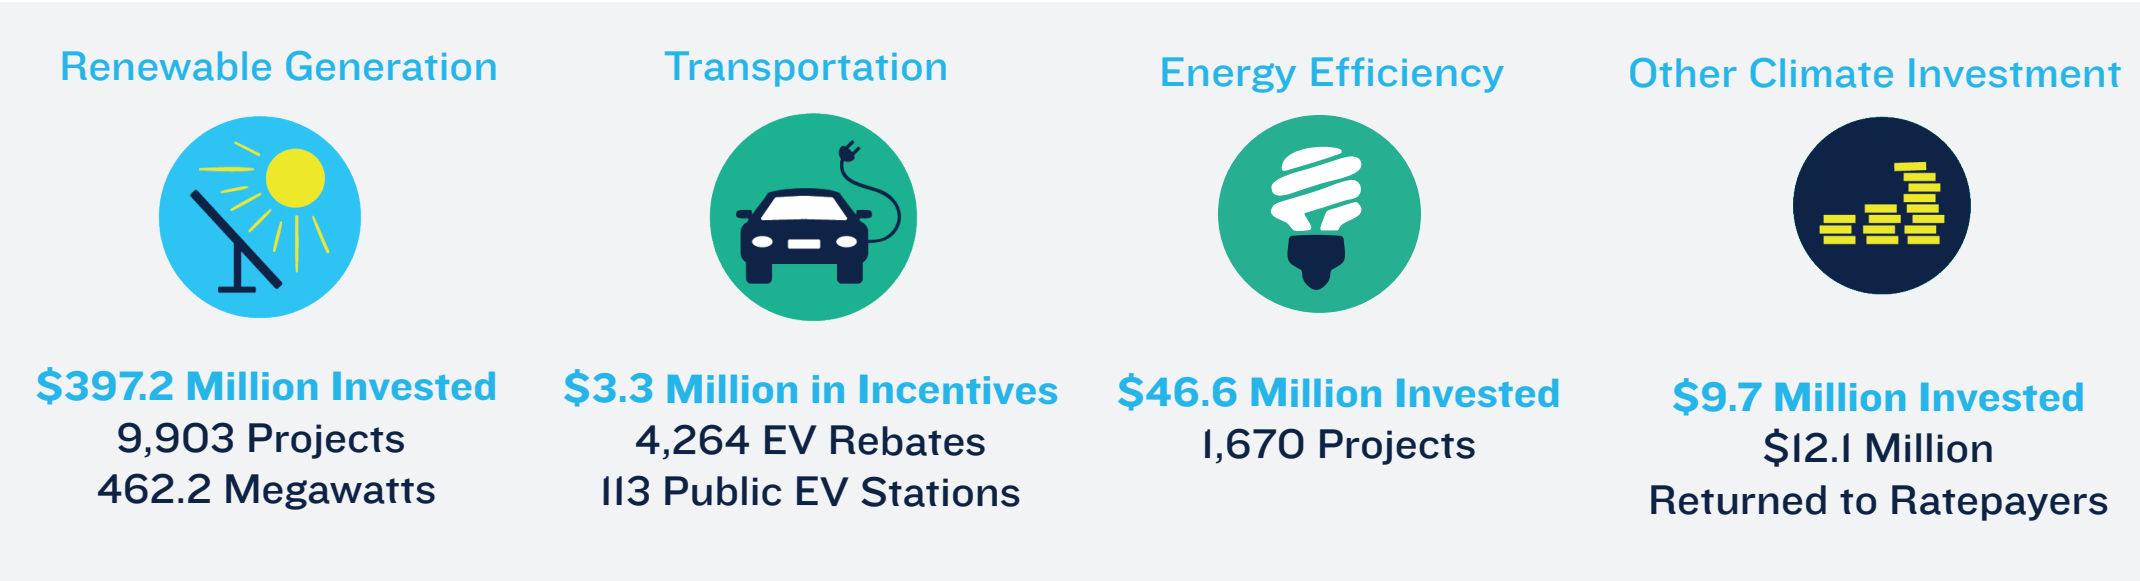 Renewable Generation
$397.2 Million Invested
9,903 Projects
462.2 Megawatts
Transportation
$3.3 Million in Incentives
4,264 EV Rebates
113 Public EV Stations
Energy Efficiency
$46.6 Million Invested
1,670 Projects
Other Climate Investment
$9.7 Million Invested
$12.1 Million
Returned to Ratepayers